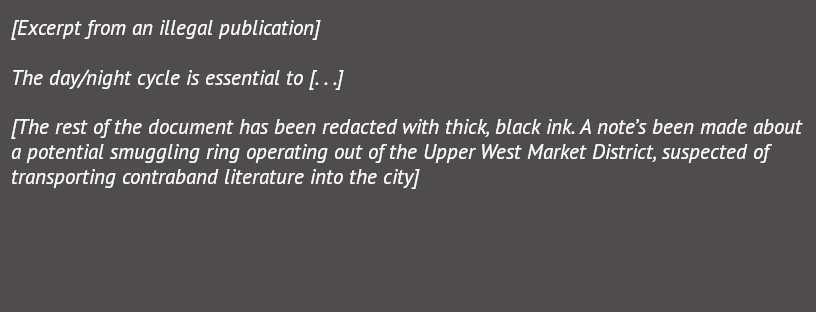 [Excerpt from an illegal publication]
The day/night cycle is essential to [. . .]
[The rest of the document has been redacted with thick, black ink. A note’s been made about
a potential smuggling ring operating out of the Upper West Market District, suspected of
transporting contraband literature into the city]